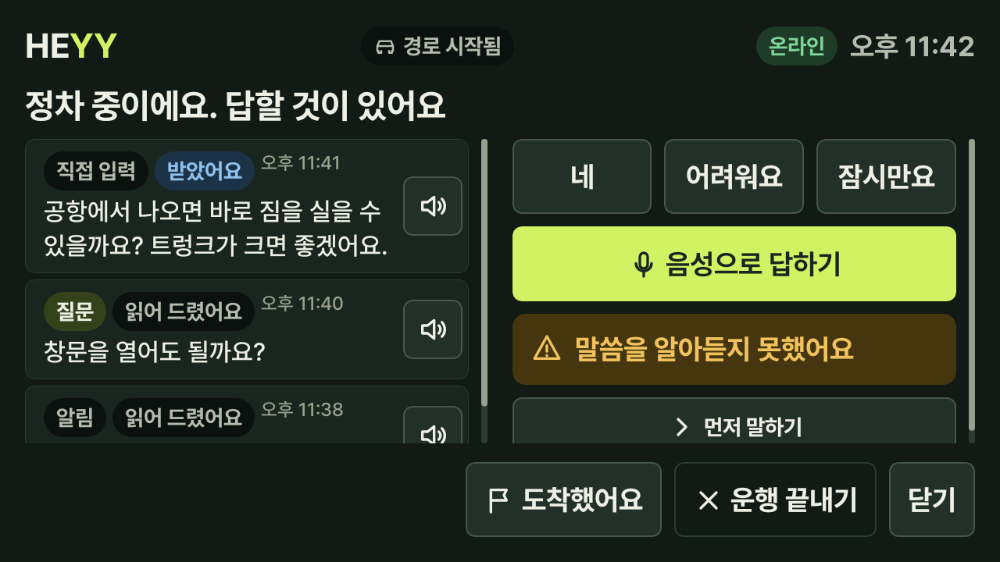 HEYY
경로 시작됨
온라인
오후 11:42
정차 중이에요. 답할 것이 있어요
직접 입력
받았어요
오후 11:41
공항에서 나오면 바로 짐을 실을 수
있을까요? 트렁크가 크면 좋겠어요.
질문
읽어 드렸어요
오후 11:40
창문을 열어도 될까요?
알림
읽어 드렸어요
오후 11:38
네
어려워요
잠시만요
음성으로 답하기
말씀을 알아듣지 못했어요
먼저 말하기
도착했어요
운행 끝내기
닫기